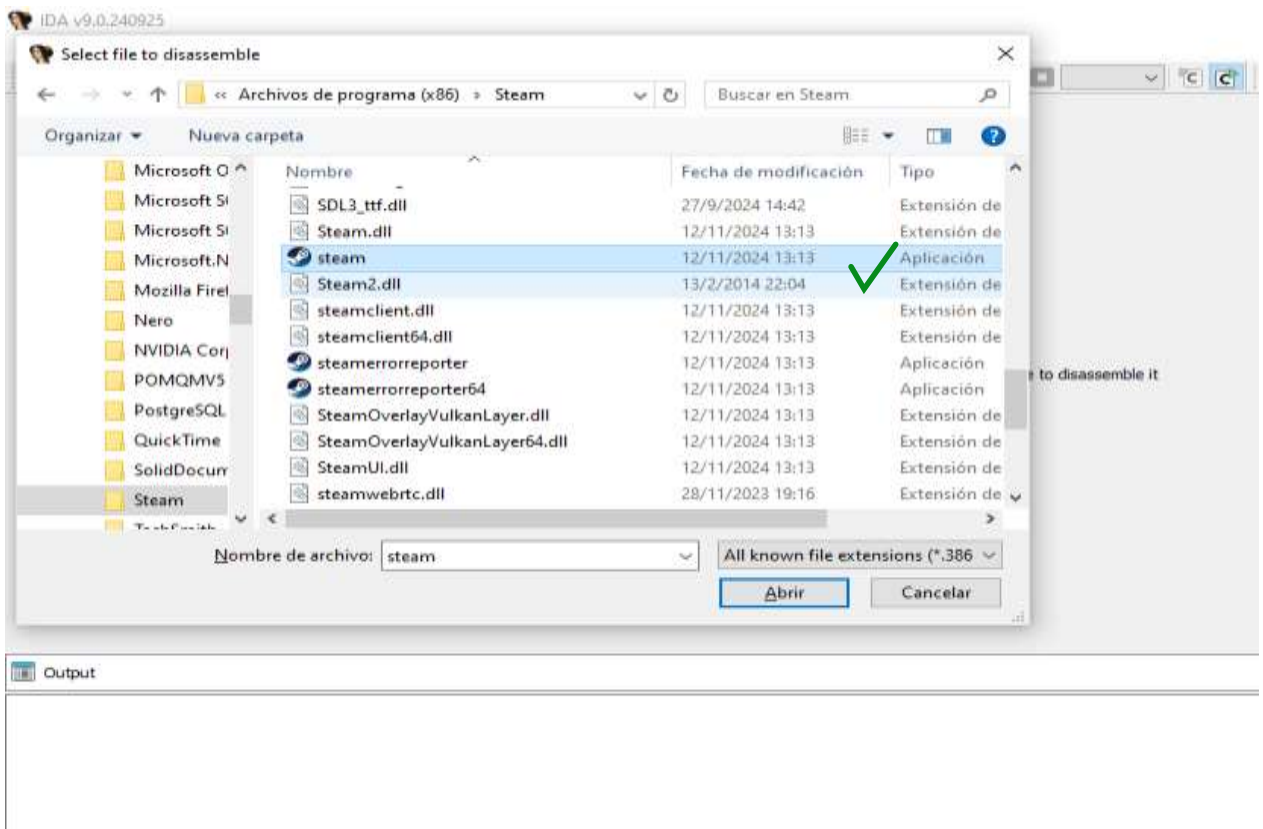 IDA v9.0.240925
Select file to disassemble
« Archivos de programa (x86) » Steam
Buscar en Steam
Organizar
Nueva carpeta
Microsoft O
Microsoft
Microsoft
Microsoft.N
Mozilla Firef
Nero
NVIDIA Corp
POMQMV5
PostgreSQL
QuickTime
SolidDocum
Steam
TechSmith
Nombre Fecha de modificación Tipo
SDL3_ttf.dll 27/9/2024 14:42 Extensión de
Steam.dll 12/11/2024 13:13 Extensión de
steam 12/11/2024 13:13 Aplicación
Steam2.dll 13/2/2014 22:04 Extensión de
steamclient.dll 12/11/2024 13:13 Extensión de
steamclient64.dll 12/11/2024 13:13 Extensión de
steamerrorreporter 12/11/2024 13:13 Aplicación
steamerrorreporter64 12/11/2024 13:13 Aplicación
SteamOverlayVulkanLayer.dll 12/11/2024 13:13 Extensión de
SteamOverlayVulkanLayer64.dll 12/11/2024 13:13 Extensión de
SteamUI.dll 12/11/2024 13:13 Extensión de
steamwebrtc.dll 28/11/2023 19:16 Extensión de
to disassemble it
Nombre de archivo: steam
All known file extensions (*.386
Abrir
Cancelar
Output